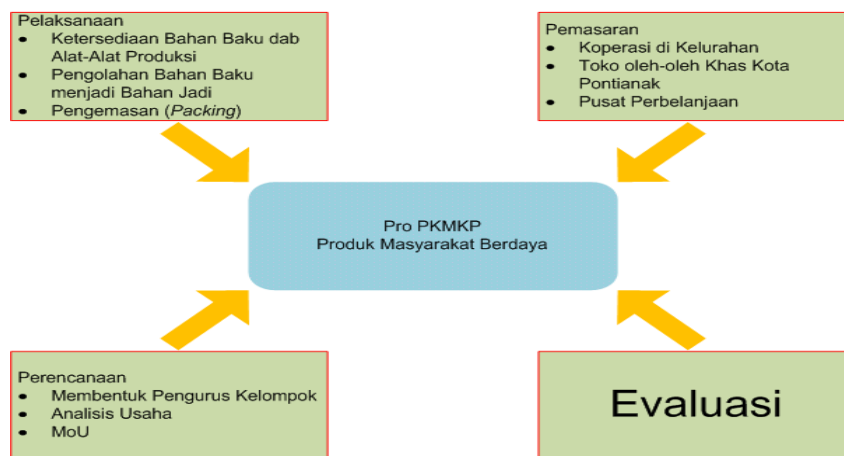 Pelaksanaan
• Ketersediaan Bahan Baku dab
Alat-Alat Produksi
• Pengolahan Bahan Baku
menjadi Bahan Jadi
• Pengemasan (Packing)
Pemasaran
• Koperasi di Kelurahan
• Toko oleh-oleh Khas Kota
Pontianak
• Pusat Perbelanjaan
Pro PKMKP
Produk Masyarakat Berdaya
Perencanaan
• Membentuk Pengurus Kelompok
• Analisis Usaha
• MoU
Evaluasi